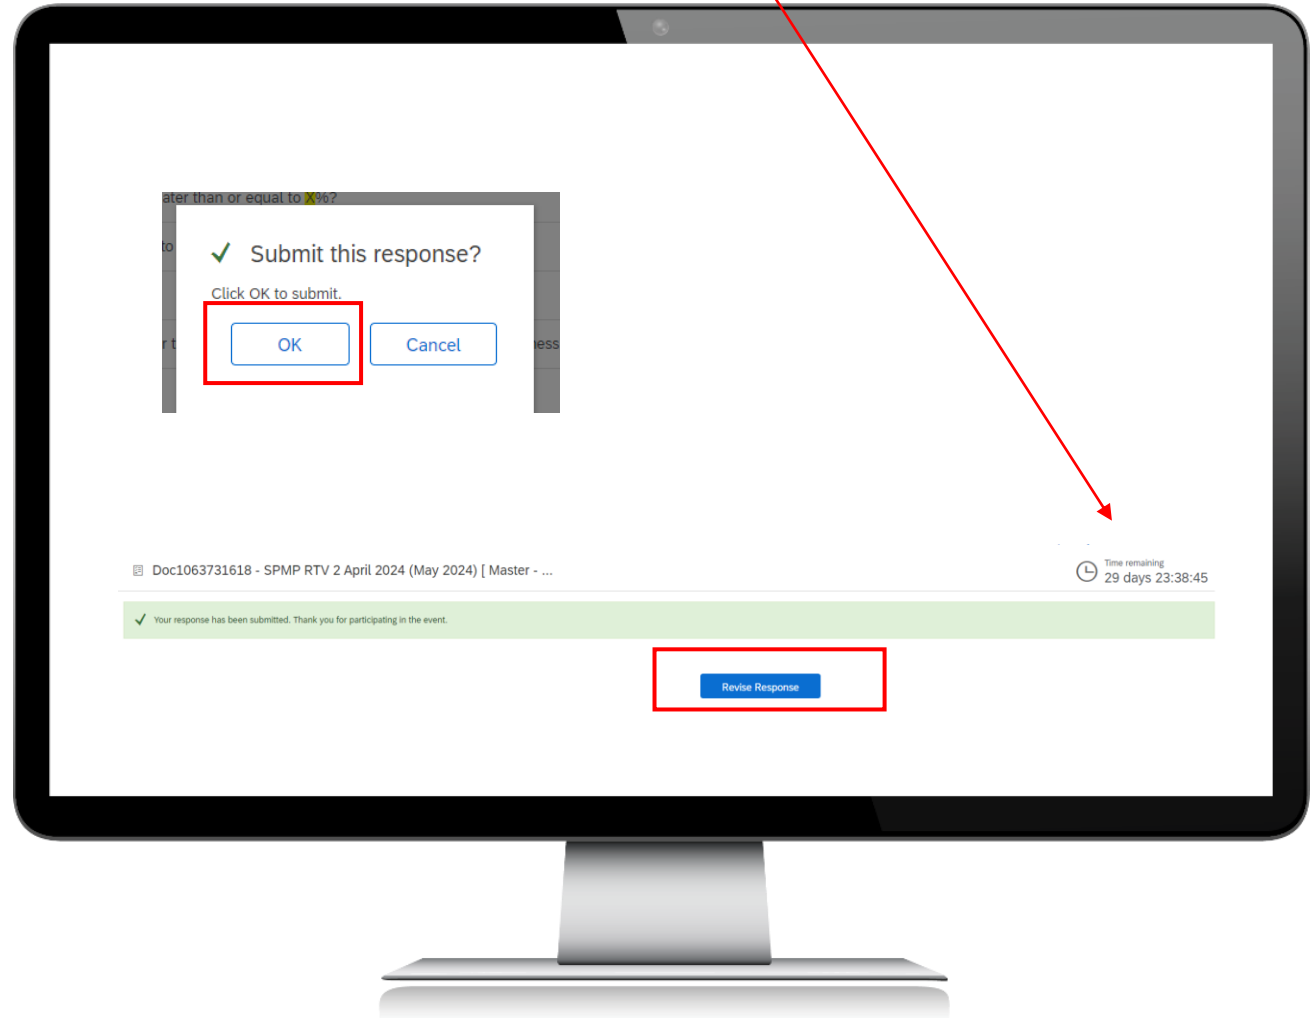 ater than or equal to X%?
to
Submit this response?
Click OK to submit.
r t
OK
Cancel
ness
Doc1063731618 - SPMP RTV 2 April 2024 (May 2024) [ Master - ...
Time remaining
29 days 23:38:45
Your response has been submitted. Thank you for participating in the event.
Revise Response